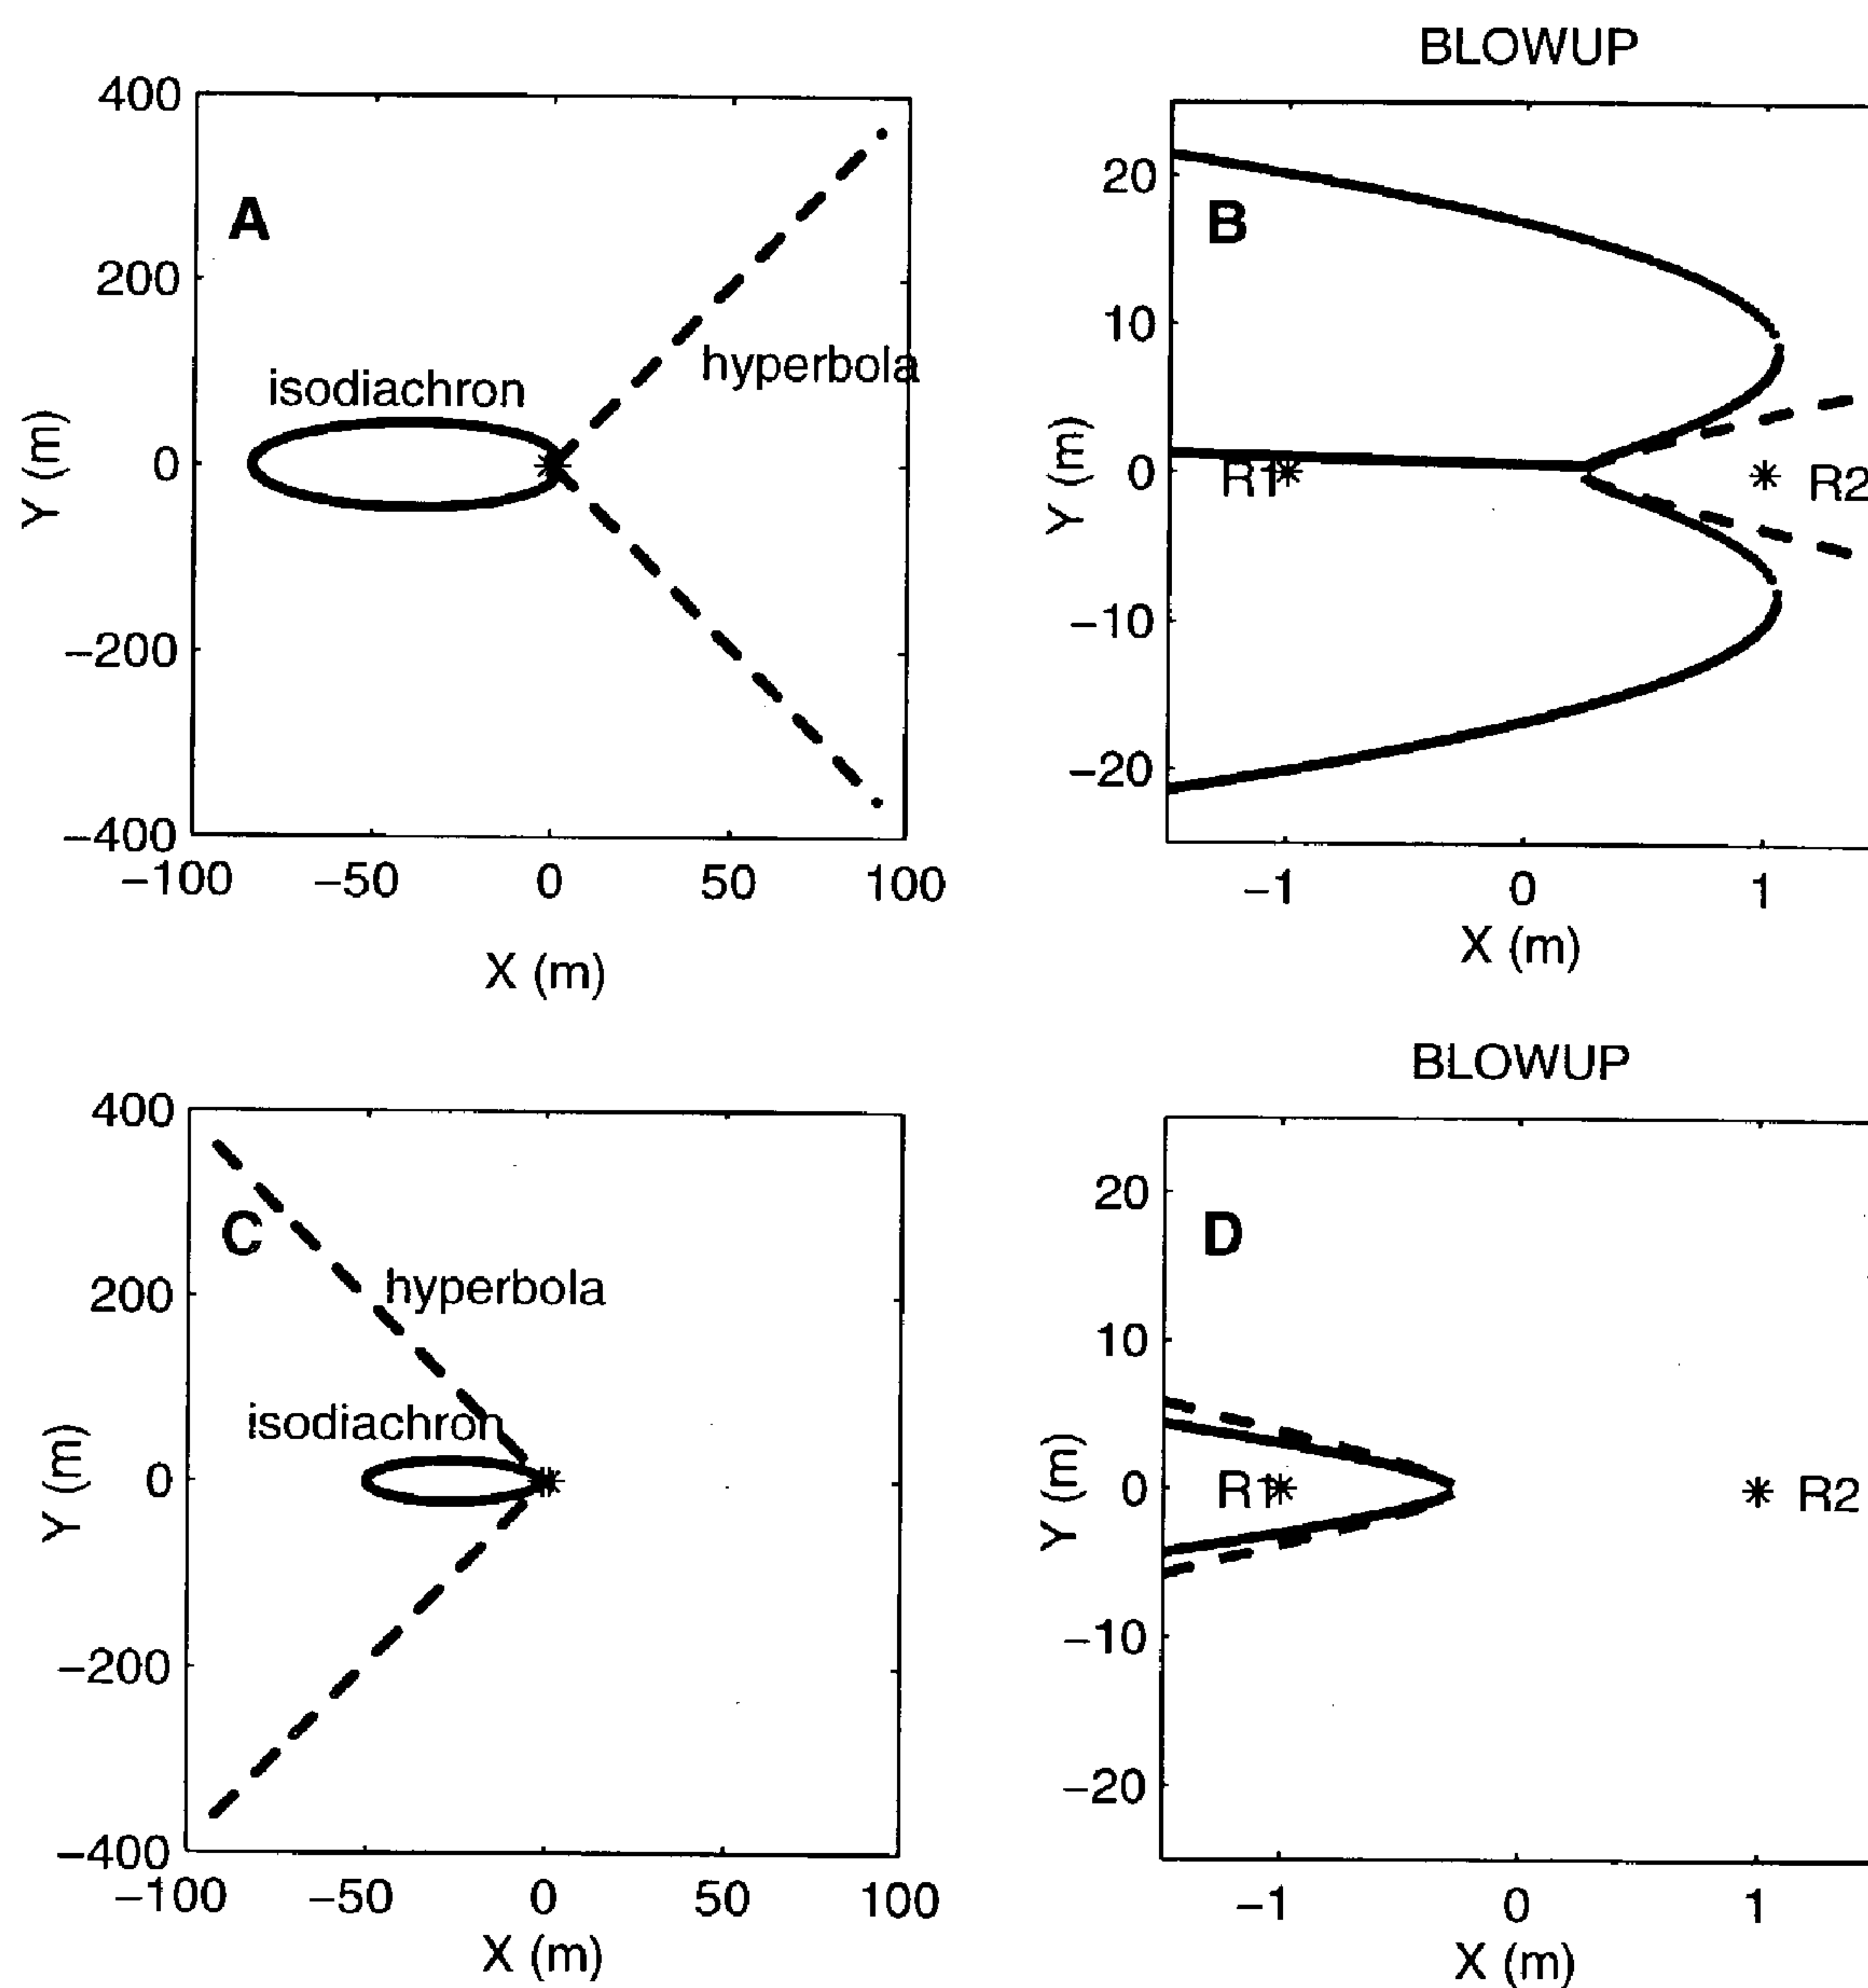 BLOWUP
400
200
0
−200
−400
Y (m)
A
isodiachron
hyperbola
−100
−50
0
50
100
X (m)
20
10
0
−10
−20
Y (m)
B
R1
R2
−1
0
1
X (m)
BLOWUP
400
200
0
−200
−400
Y (m)
C
hyperbola
isodiachron
−100
−50
0
50
100
X (m)
20
10
0
−10
−20
Y (m)
D
R1
R2
−1
0
1
X (m)